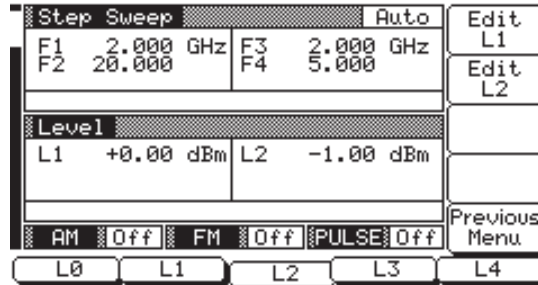 Step Sweep Auto
F1 2.000 GHz F3 2.000 GHz
F2 20.000 F4 5.000
Level
L1 +0.00 dBm L2 -1.00 dBm
AM Off FM Off PULSE Off
L0 L1 L2 L3 L4
Edit
L1
Edit
L2
Previous
Menu